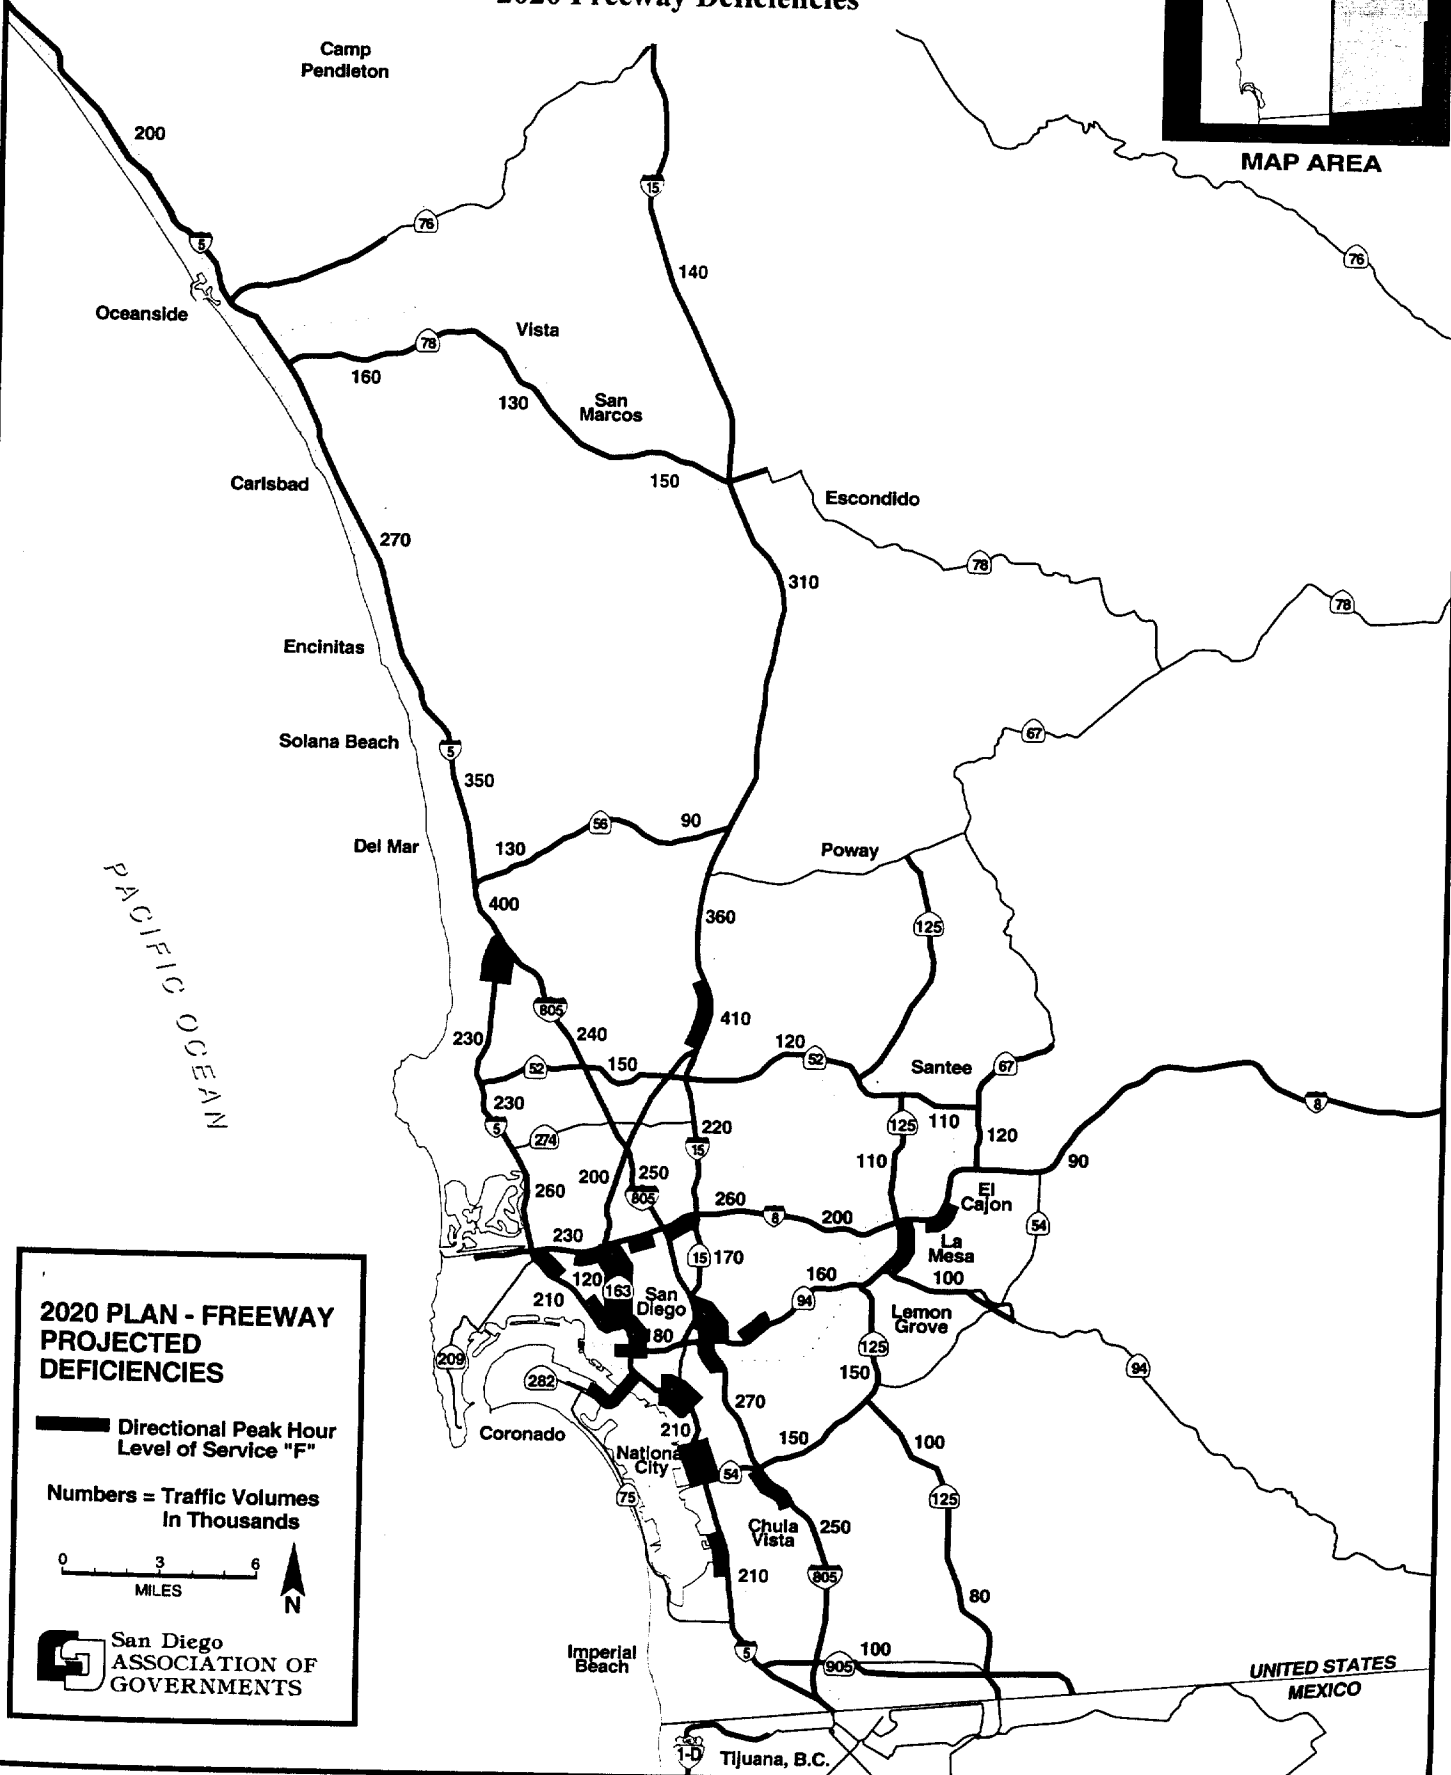 2020 Freeway Deficiencies
Camp
Pendleton
MAP AREA
200
15
76
5
76
140
Oceanside
Vista
78
160
130
San
Marcos
150
Carlsbad
Escondido
270
78
310
78
Encinitas
67
Solana Beach
5
350
56
90
130
Del Mar
Poway
400
360
125
PACIFIC OCEAN
805
410
230
240
120
52
150
52
Santee
67
230
8
5
274
220
125
110
120
15
110
90
200
250
260
805
260
El
Cajon
8
200
54
230
La
Mesa
15
170
120
163
160
100
San
Diego
210
94
Lemon
Grove
80
125
209
94
282
150
270
210
Coronado
150
100
National
City
54
75
125
Chula
Vista
250
210
805
80
Imperial
Beach
5
100
905
UNITED STATES
MEXICO
1-D
Tijuana, B.C.
2020 PLAN - FREEWAY
PROJECTED
DEFICIENCIES
Directional Peak Hour
Level of Service "F"
Numbers = Traffic Volumes
In Thousands
0 3 6
MILES
N
San Diego
ASSOCIATION OF
GOVERNMENTS